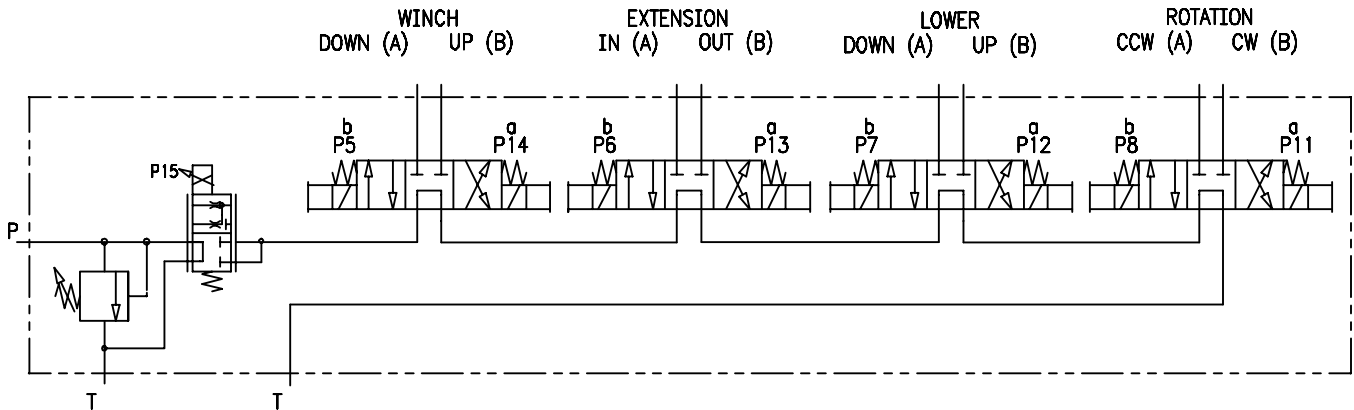 WINCH
DOWN (A) UP (B)
EXTENSION
IN (A) OUT (B)
LOWER
DOWN (A) UP (B)
ROTATION
CCW (A) CW (B)
b
P5
a
P14
b
P6
a
P13
b
P7
a
P12
b
P8
a
P11
P15
P
T
T